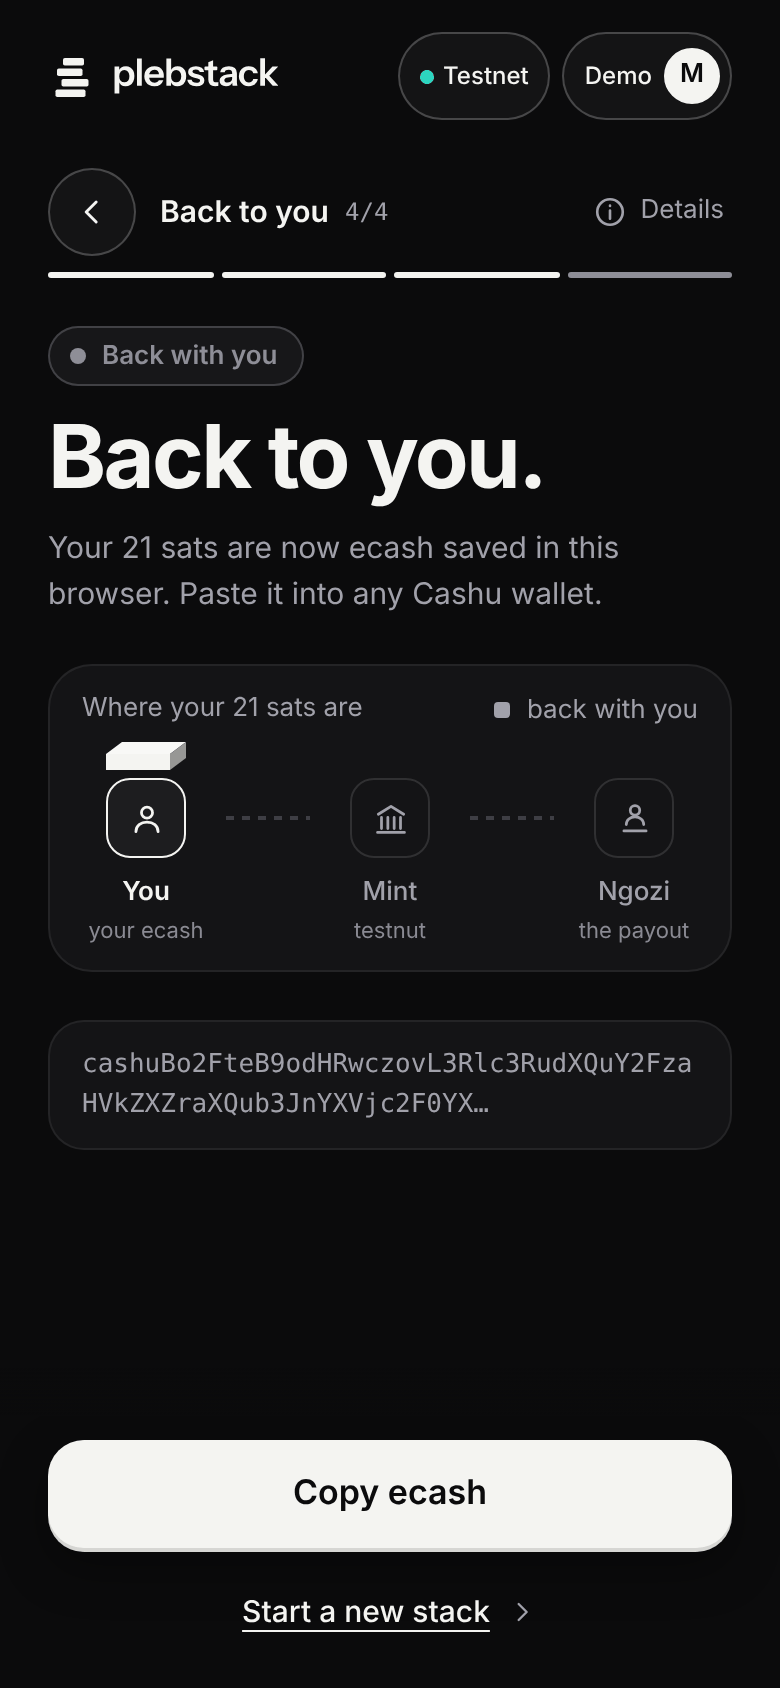 plebstack
Testnet
Demo M
Back to you 4/4
Details
Back with you
Back to you.
Your 21 sats are now ecash saved in this
browser. Paste it into any Cashu wallet.
Where your 21 sats are
back with you
You
your ecash
Mint
testnut
Ngozi
the payout
cashuBo2FteB9odHRwczovL3Rlc3RudXQuY2Fza
HVkZXZraXQub3JnYXVjc2F0YX…
Copy ecash
Start a new stack